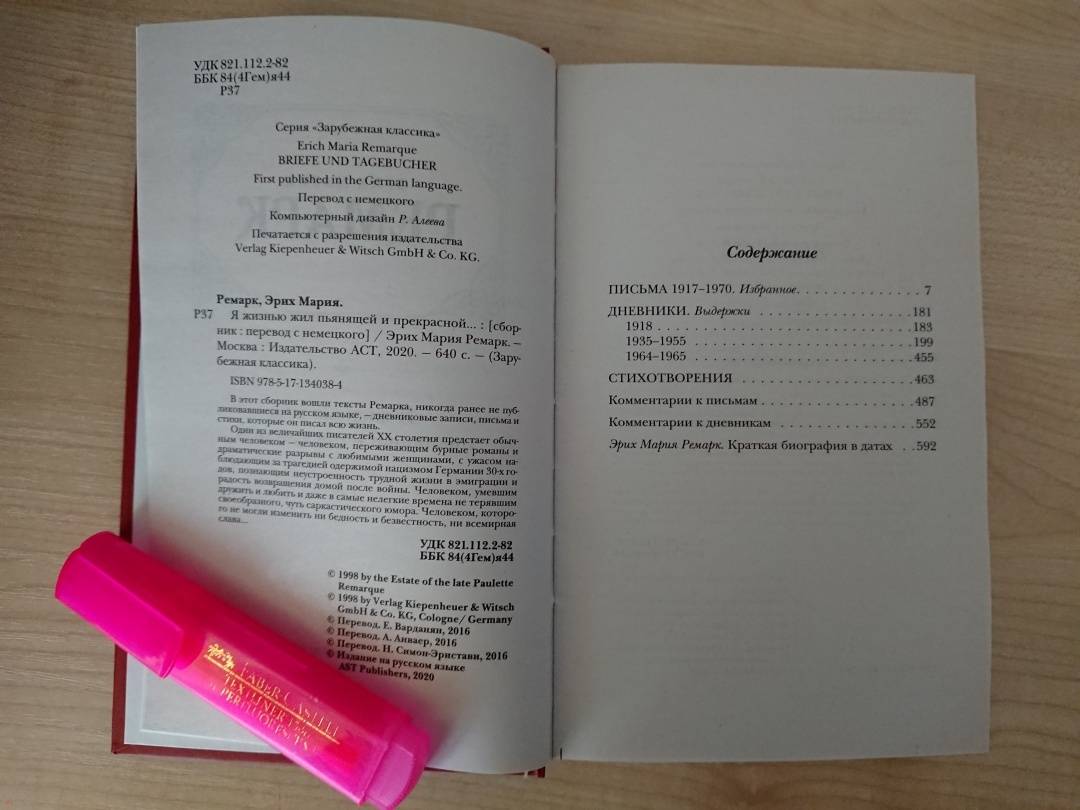 УДК 821.112.2-82
ББК 84(4Гем)я44
Р37
Серия «Зарубежная классика»
Erich Maria Remarque
BRIEFE UND TAGEBUCHER
First published in the German language.
Перевод с немецкого
Компьютерный дизайн Р. Алеева
Печатается с разрешения издательства
Verlag Kiepenheuer & Witsch GmbH & Co. KG.
Ремарк, Эрих Мария.
Р37 Я жизнью жил пьянящей и прекрасной... : [сбор-
ник : перевод с немецкого] / Эрих Мария Ремарк. –
Москва : Издательство АСТ, 2020. – 640 с. – (Зару-
бежная классика).
ISBN 978-5-17-134038-4
В этот сборник вошли тексты Ремарка, никогда ранее не пуб-
ликовавшиеся на русском языке, – дневниковые записи, письма и
стихи, которые он писал всю жизнь.
Один из величайших писателей XX столетия предстает обыч-
ным человеком – человеком, переживающим бурные романы и
драматические разрывы с любимыми женщинами, с ужасом на-
блюдающим за трагедией одержимой нацизмом Германии 30-х го-
дов, познающим неустроенность трудной жизни в эмиграции и
радость возвращения домой после войны. Человеком, умевшим
дружить и любить и даже в самые нелегкие времена не терявшим
своеобразного, чуть саркастического юмора. Человеком, которо-
го не могли изменить ни бедность и безвестность, ни всемирная
слава...
УДК 821.112.2-82
ББК 84(4Гем)я44
© 1998 by the Estate of the late Paulette
Remarque
© 1998 by Verlag Kiepenheuer & Witsch
GmbH & Co. KG, Cologne/ Germany
© Перевод. Е. Варданян, 2016
© Перевод. А. Анваер, 2016
© Перевод. Н. Симон-Эристави, 2016
© Издание на русском языке
AST Publishers, 2020
FABER-CASTELL
TEXTLINER
SUPERFLUORESCENT
Содержание
ПИСЬМА 1917–1970. Избранное. . . . . . . . . . . . . . 7
ДНЕВНИКИ. Выдержки . . . . . . . . . . . . . . . . . . 181
1918 . . . . . . . . . . . . . . . . . . . . . . . . . . . 183
1935–1955 . . . . . . . . . . . . . . . . . . . . . . . 199
1964–1965 . . . . . . . . . . . . . . . . . . . . . . . 455
СТИХОТВОРЕНИЯ . . . . . . . . . . . . . . . . . . 463
Комментарии к письмам . . . . . . . . . . . . . . . . 487
Комментарии к дневникам . . . . . . . . . . . . . . 552
Эрих Мария Ремарк. Краткая биография в датах . . 592